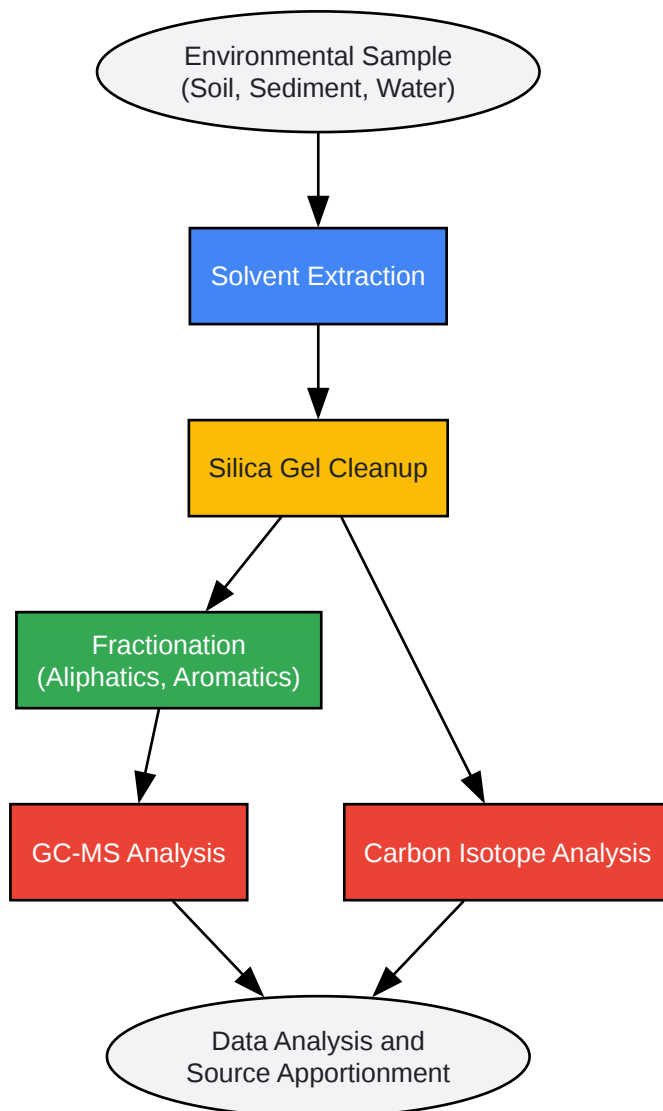 Environmental Sample
(Soil, Sediment, Water)
Solvent Extraction
Silica Gel Cleanup
Fractionation
(Aliphatics, Aromatics)
GC-MS Analysis
Carbon Isotope Analysis
Data Analysis and
Source Apportionment